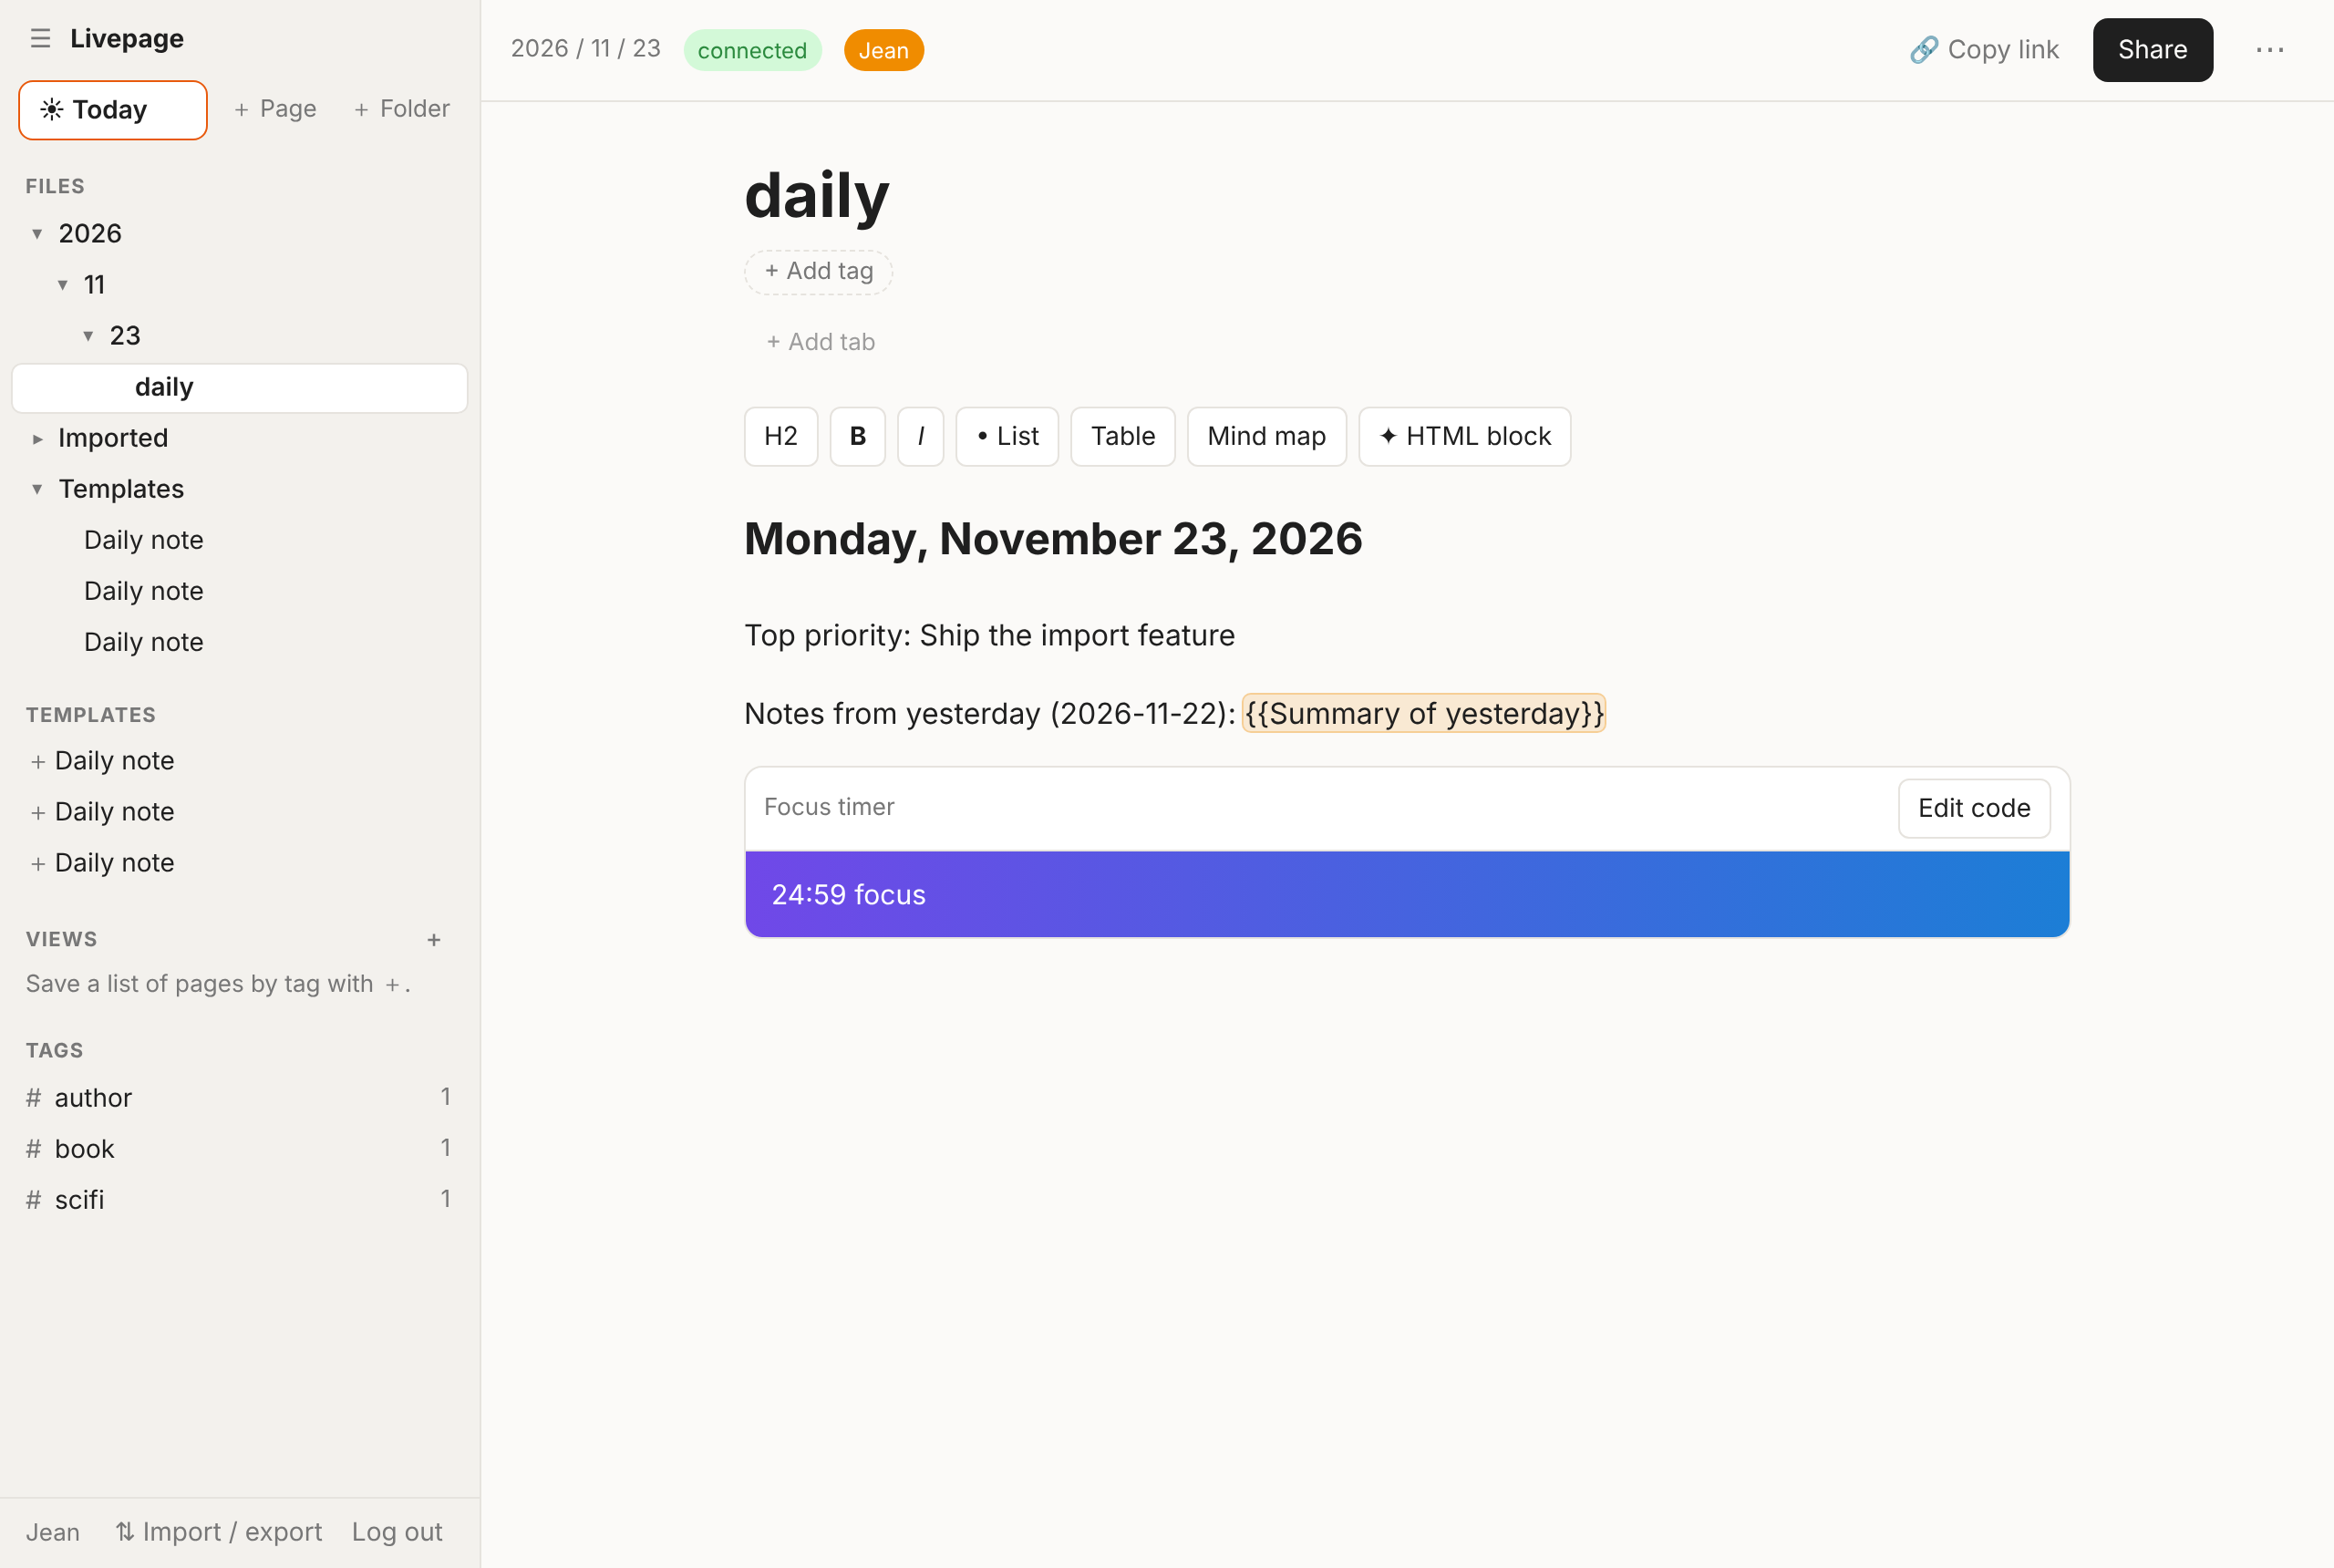 ☰ Livepage
☀ Today + Page + Folder
FILES
▾ 2026
▾ 11
▾ 23
daily
▸ Imported
▾ Templates
Daily note
Daily note
Daily note
TEMPLATES
+ Daily note
+ Daily note
+ Daily note
VIEWS +
Save a list of pages by tag with +.
TAGS
# author 1
# book 1
# scifi 1
Jean ⇅ Import / export Log out
2026 / 11 / 23 connected Jean 🔗 Copy link Share ⋯
daily
+ Add tag
+ Add tab
H2 B I • List Table Mind map ✦ HTML block
Monday, November 23, 2026
Top priority: Ship the import feature
Notes from yesterday (2026-11-22): {{Summary of yesterday}}
Focus timer Edit code
24:59 focus